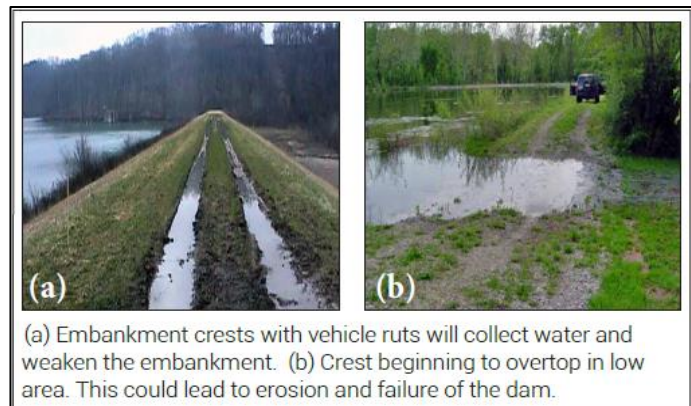 (a)
(b)
(a) Embankment crests with vehicle ruts will collect water and
weaken the embankment. (b) Crest beginning to overtop in low
area. This could lead to erosion and failure of the dam.